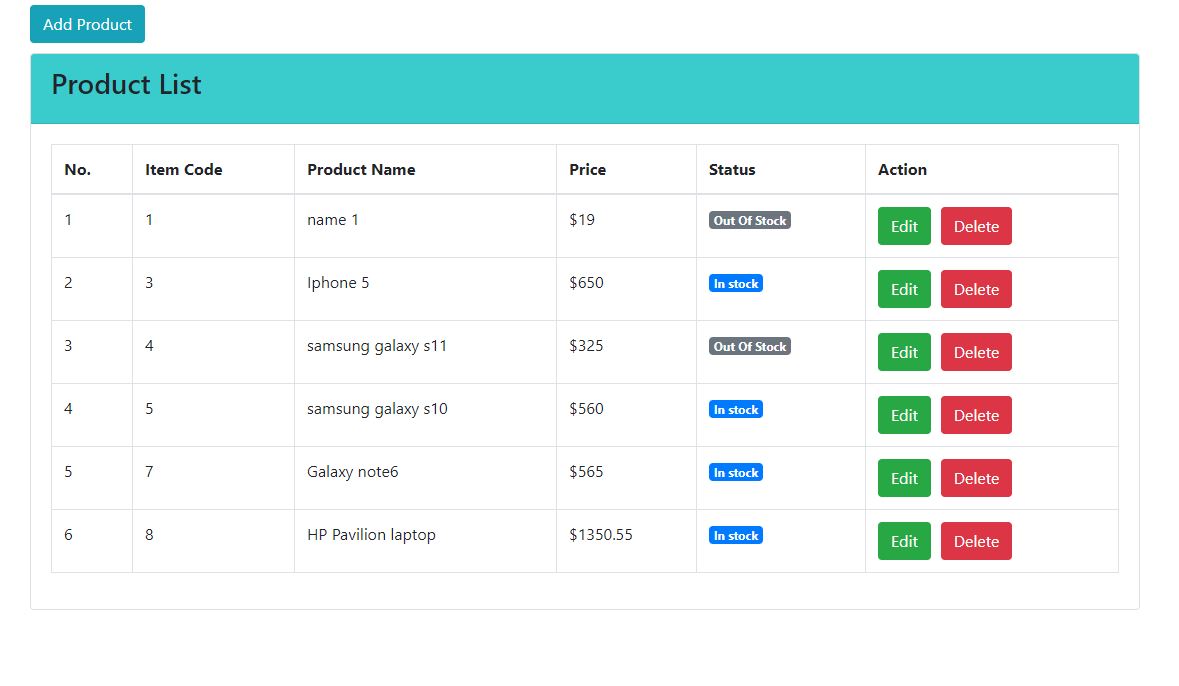 Add Product
Product List
No. Item Code Product Name Price Status Action
1 1 name 1 $19 Out Of Stock Edit Delete
2 3 Iphone 5 $650 In stock Edit Delete
3 4 samsung galaxy s11 $325 Out Of Stock Edit Delete
4 5 samsung galaxy s10 $560 In stock Edit Delete
5 7 Galaxy note6 $565 In stock Edit Delete
6 8 HP Pavilion laptop $1350.55 In stock Edit Delete